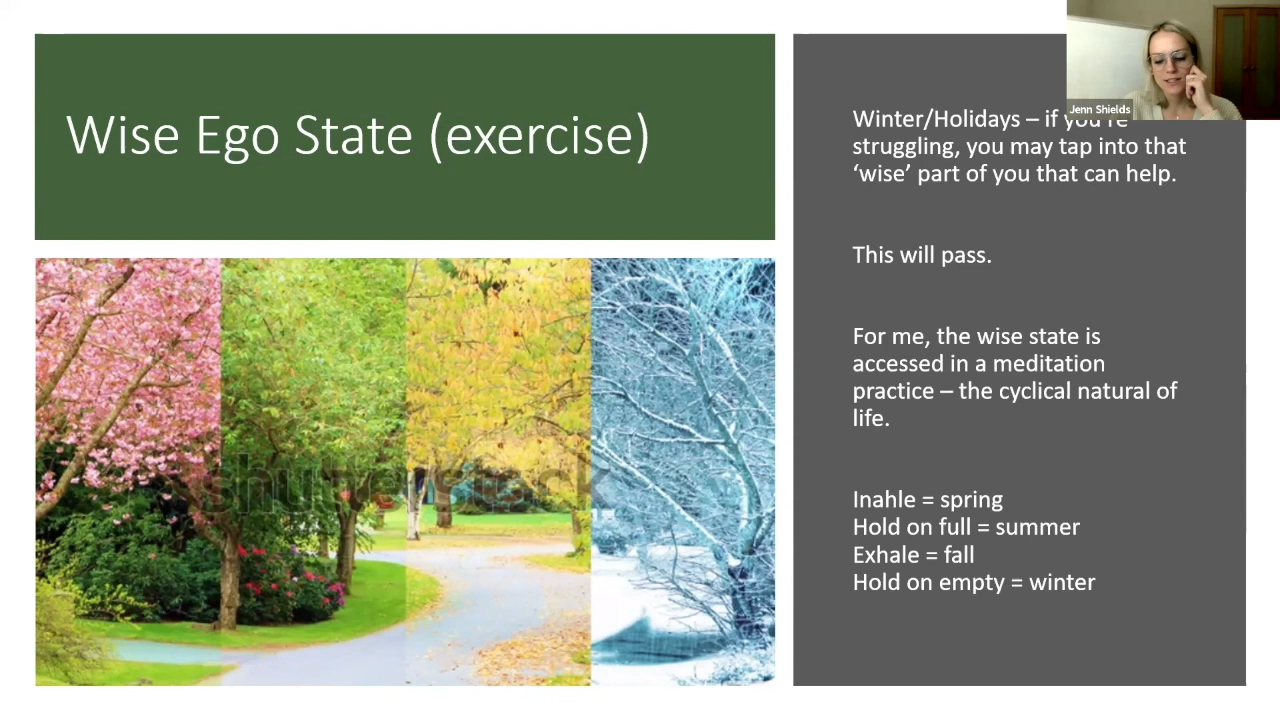 Wise Ego State (exercise)
Jenn Shields
Winter/Holidays – if you're
struggling, you may tap into that
‘wise’ part of you that can help.
This will pass.
For me, the wise state is
accessed in a meditation
practice – the cyclical natural of
life.
Inahle = spring
Hold on full = summer
Exhale = fall
Hold on empty = winter
shutterstock